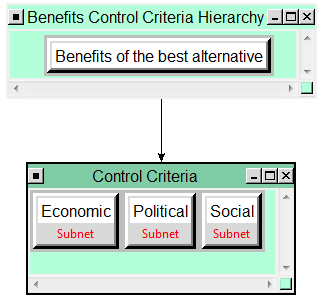 Benefits Control Criteria Hierarchy
Benefits of the best alternative
Control Criteria
Economic Political Social
Subnet Subnet Subnet